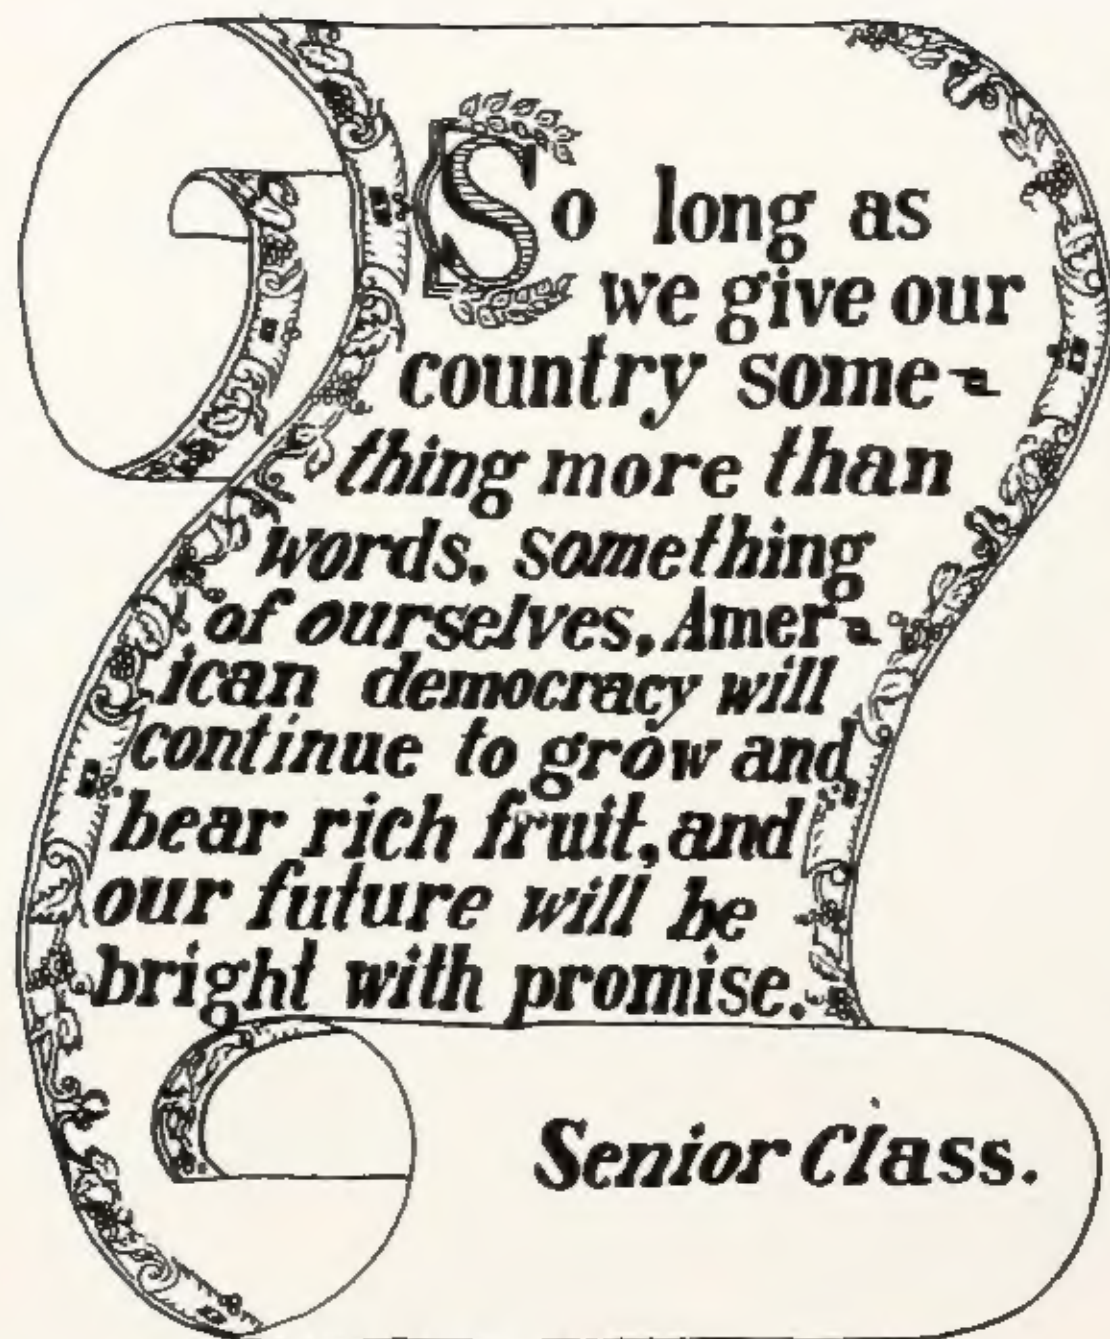 So long as
we give our
country some-
thing more than
words, something
of ourselves, Amer-
ican democracy will
continue to grow and
bear rich fruit, and
our future will be
bright with promise.
Senior Class.